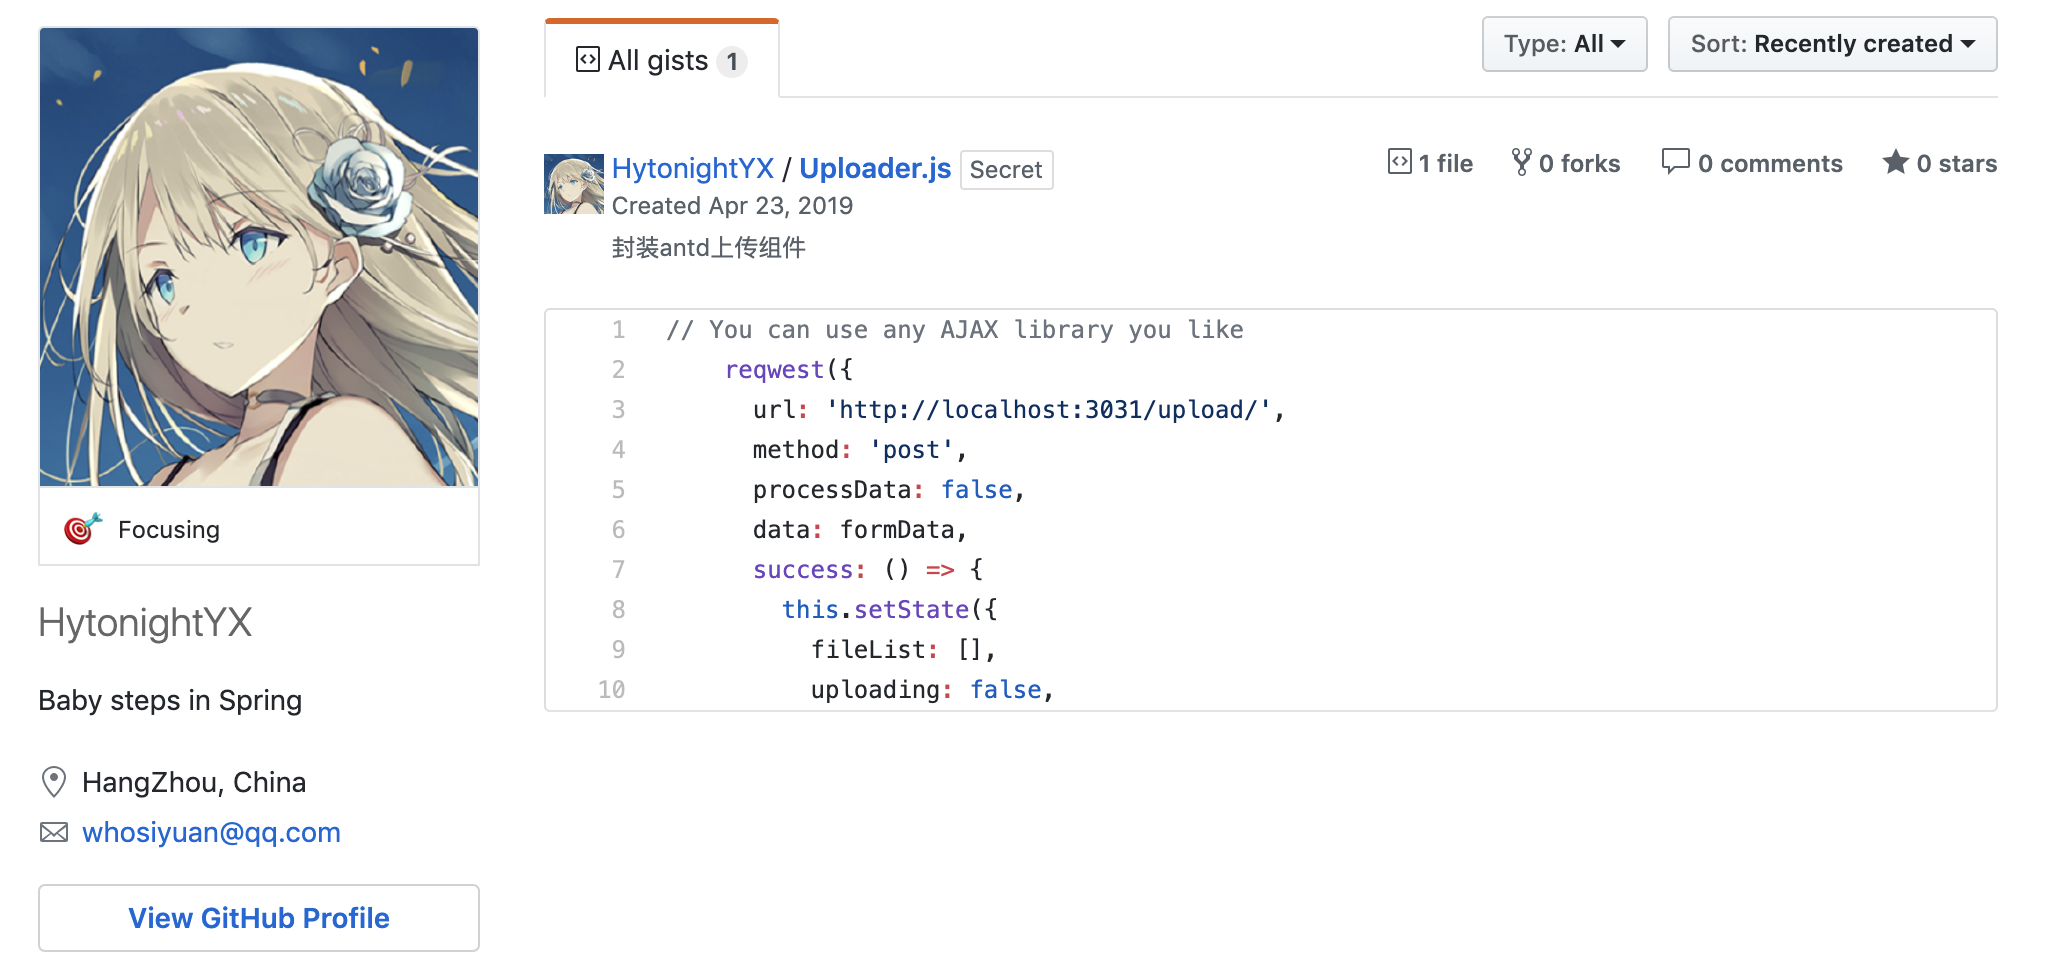 Focusing
HytonightYX
Baby steps in Spring
HangZhou, China
whosiyuan@qq.com
View GitHub Profile
All gists 1
Type: All
Sort: Recently created
HytonightYX / Uploader.js Secret
Created Apr 23, 2019
封装antd上传组件
1 file 0 forks 0 comments 0 stars
1 // You can use any AJAX library you like
2 reqwest({
3 url: 'http://localhost:3031/upload/',
4 method: 'post',
5 processData: false,
6 data: formData,
7 success: () => {
8 this.setState({
9 fileList: [],
10 uploading: false,